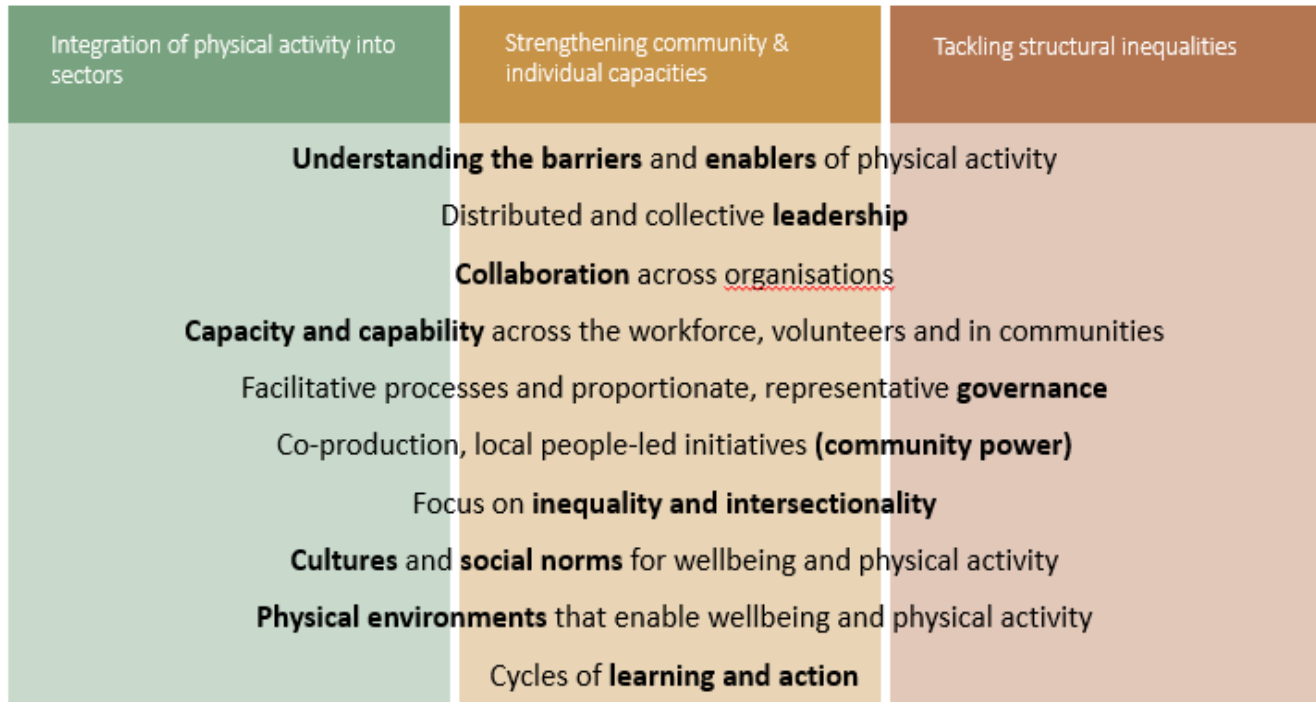 Integration of physical activity into
sectors
Strengthening community &
individual capacities
Tackling structural inequalities
Understanding the barriers and enablers of physical activity
Distributed and collective leadership
Collaboration across organisations
Capacity and capability across the workforce, volunteers and in communities
Facilitative processes and proportionate, representative governance
Co-production, local people-led initiatives (community power)
Focus on inequality and intersectionality
Cultures and social norms for wellbeing and physical activity
Physical environments that enable wellbeing and physical activity
Cycles of learning and action